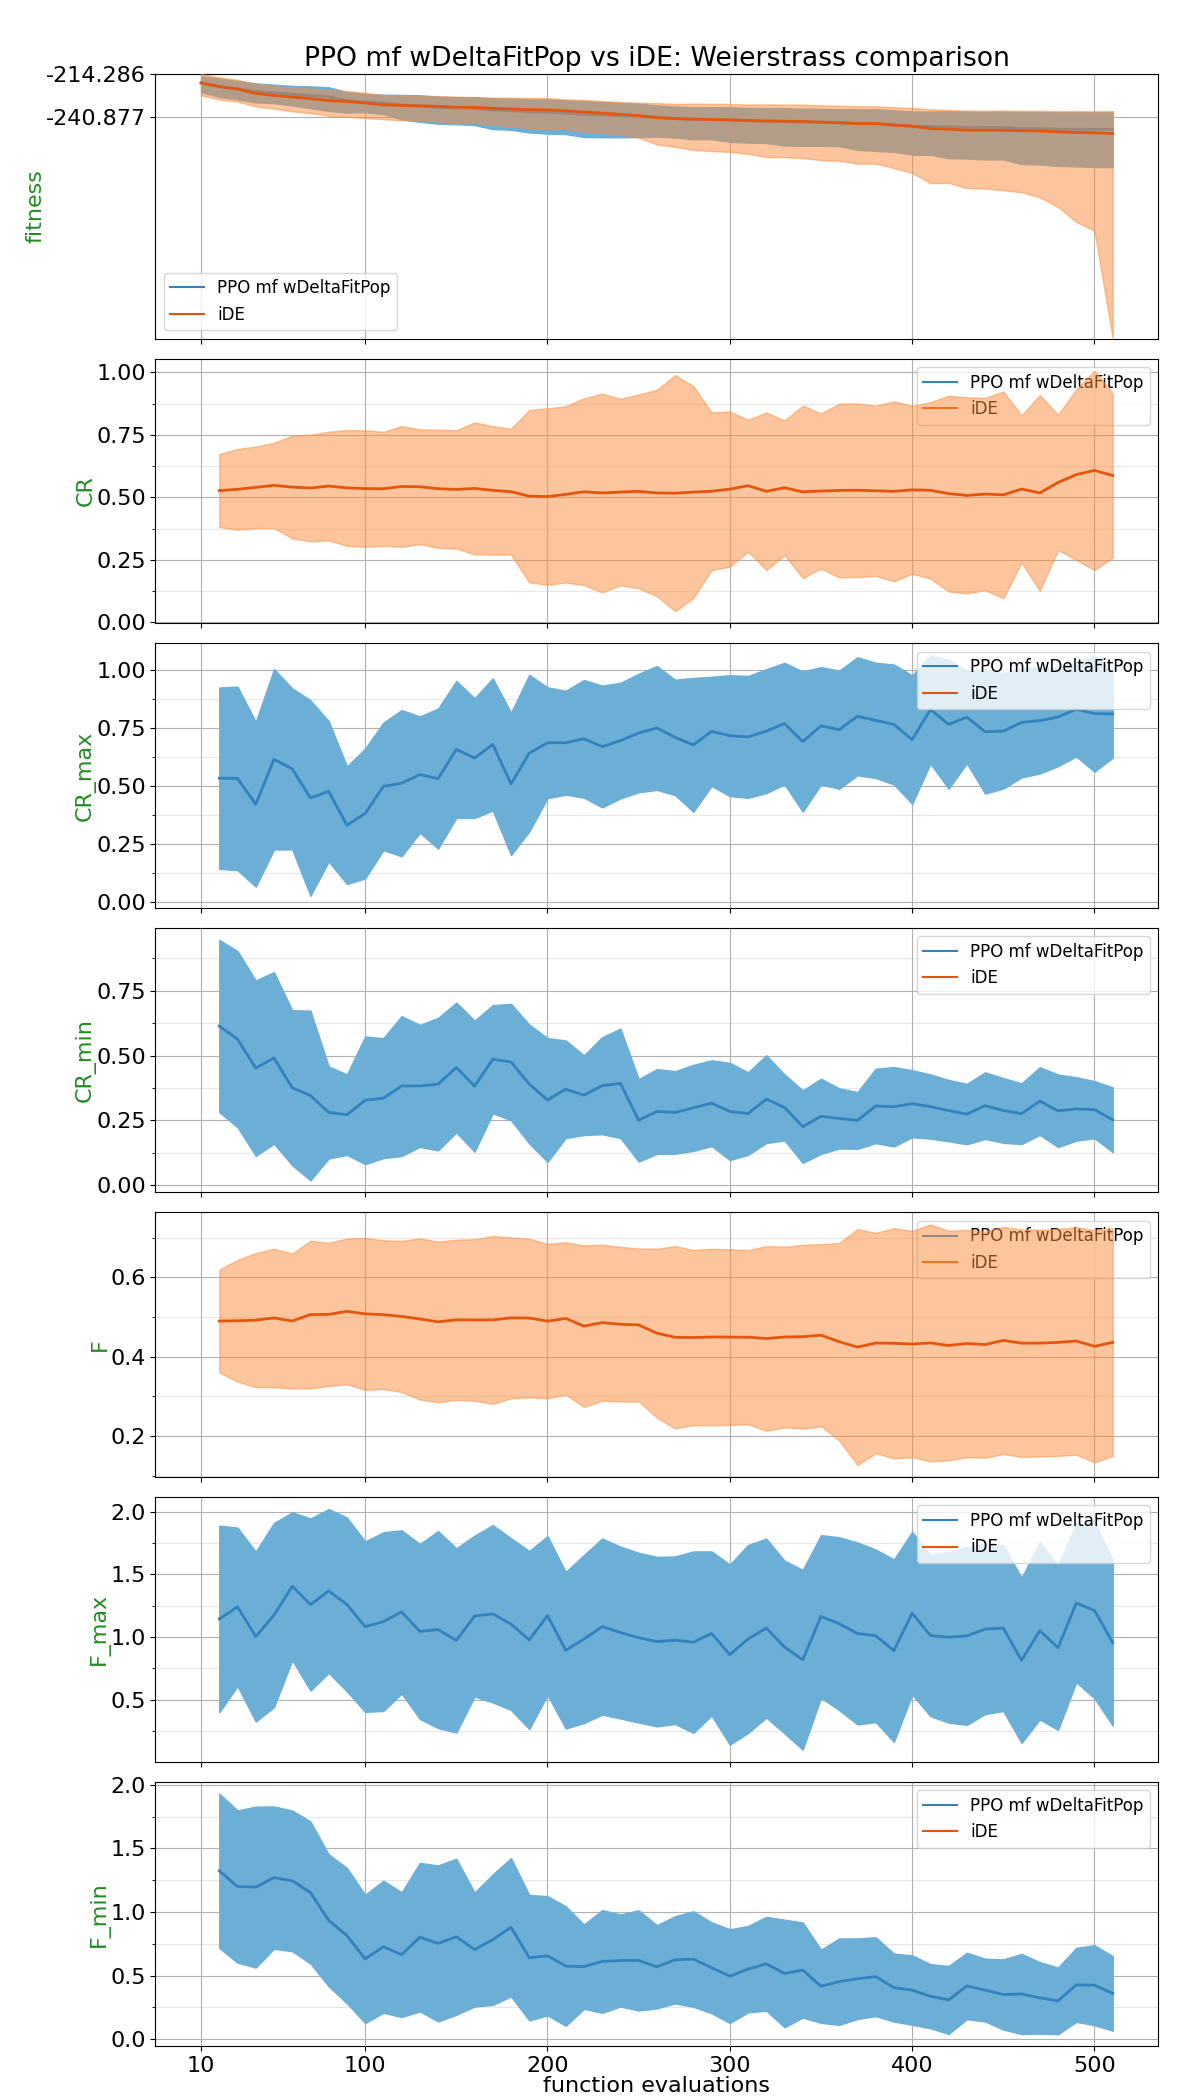 PPO mf wDeltaFitPop vs iDE: Weierstrass comparison
-214.286
-240.877
fitness
PPO mf wDeltaFitPop
iDE
1.00
0.75
0.50
0.25
0.00
CR
PPO mf wDeltaFitPop
iDE
1.00
0.75
0.50
0.25
0.00
CR_max
PPO mf wDeltaFitPop
iDE
0.75
0.50
0.25
0.00
CR_min
PPO mf wDeltaFitPop
iDE
0.6
0.4
0.2
F
PPO mf wDeltaFitPop
iDE
2.0
1.5
1.0
0.5
F_max
PPO mf wDeltaFitPop
iDE
2.0
1.5
1.0
0.5
0.0
F_min
PPO mf wDeltaFitPop
iDE
10 100 200 300 400 500
function evaluations